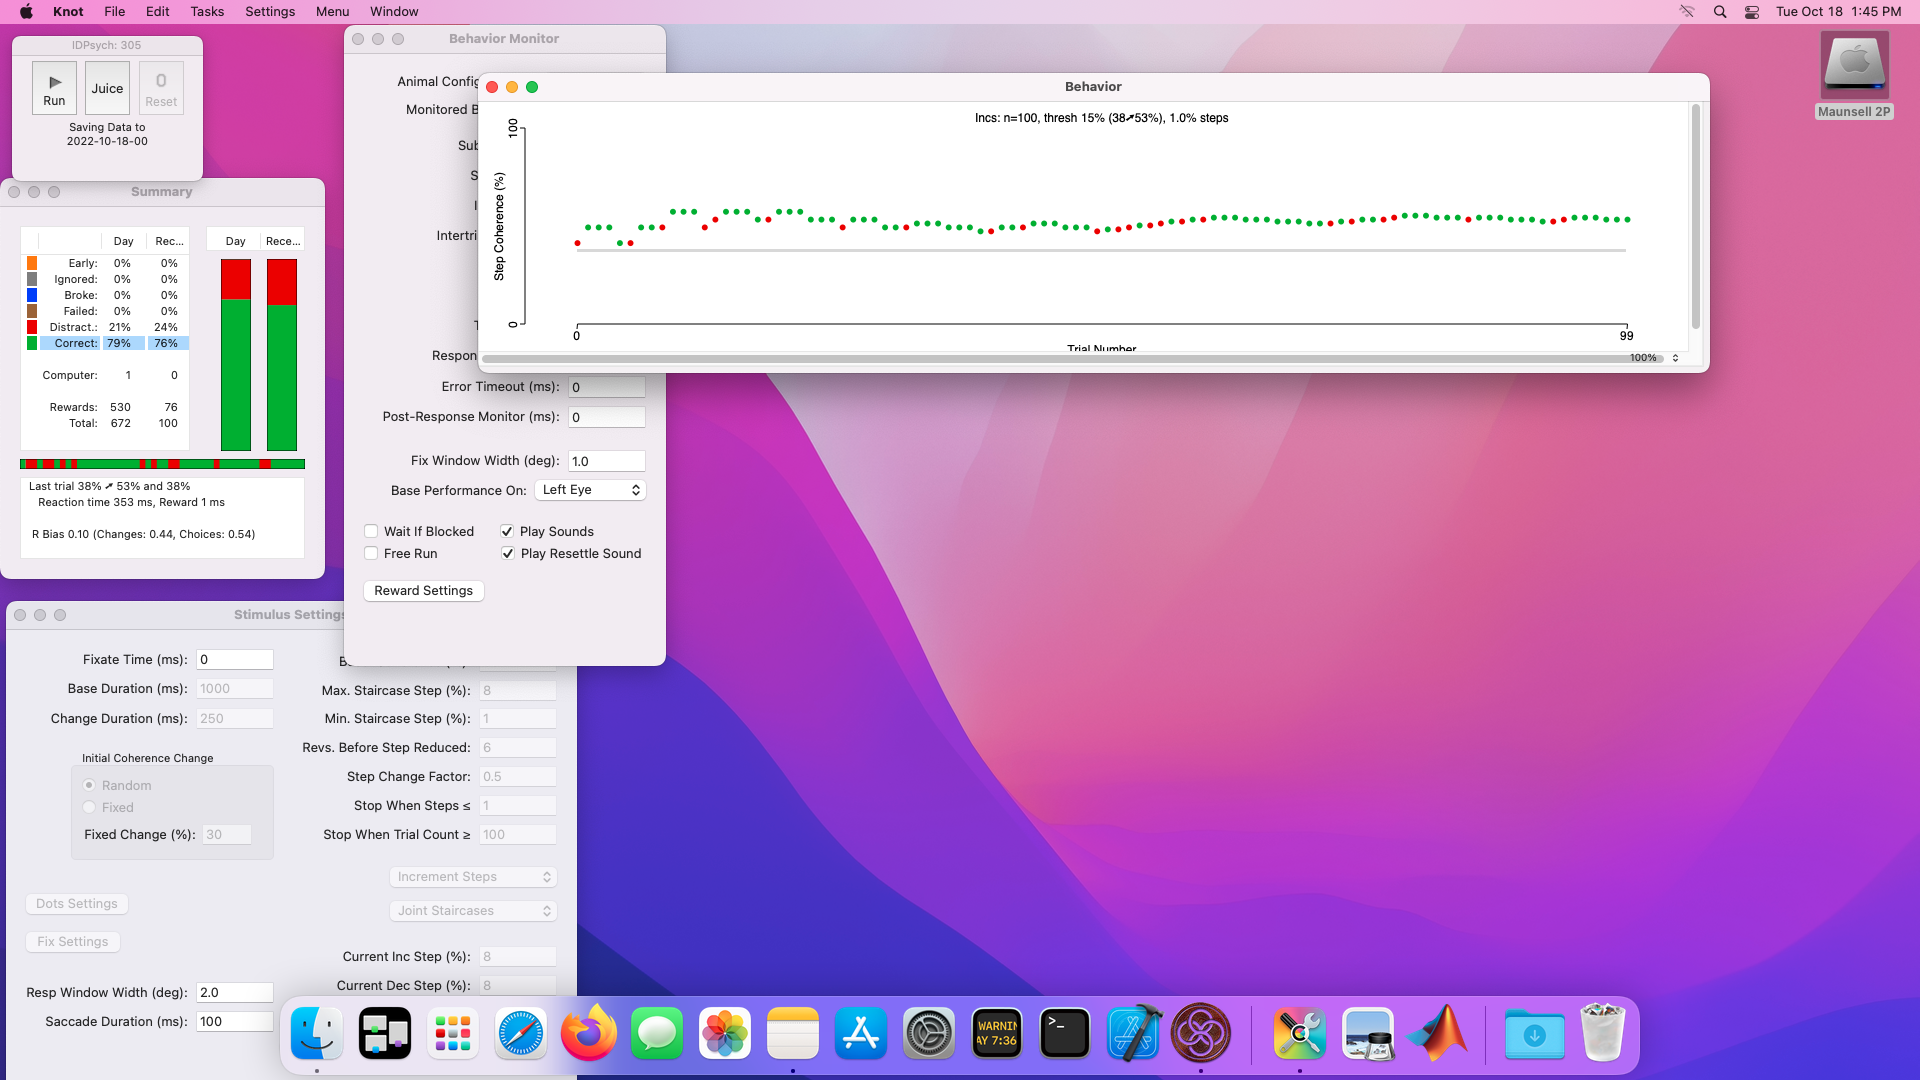 Knot File Edit Tasks Settings Menu Window
Tue Oct 18 1:45 PM
IDPsych: 305
Run
Juice
0
Reset
Saving Data to
2022-10-18-00
Summary
Day Rec...
Early: 0% 0%
Ignored: 0% 0%
Broke: 0% 0%
Failed: 0% 0%
Distract.: 21% 24%
Correct: 79% 76%
Computer: 1 0
Rewards: 530 76
Total: 672 100
Day Rece...
Last trial 38% ➚ 53% and 38%
Reaction time 353 ms, Reward 1 ms
R Bias 0.10 (Changes: 0.44, Choices: 0.54)
Behavior Monitor
Animal Config
Monitored B
Sub
S
I
Intertri
T
Respon
Error Timeout (ms): 0
Post-Response Monitor (ms): 0
Fix Window Width (deg): 1.0
Base Performance On: Left Eye
Wait If Blocked
Play Sounds
Free Run
Play Resettle Sound
Reward Settings
Behavior
Incs: n=100, thresh 15% (38➚53%), 1.0% steps
Step Coherence (%)
100
0
0
99
Trial Number
100%
Maunsell 2P
Stimulus Settings
Fixate Time (ms): 0
Base Duration (ms): 1000
Change Duration (ms): 250
Initial Coherence Change
Random
Fixed
Fixed Change (%): 30
Dots Settings
Fix Settings
Resp Window Width (deg): 2.0
Saccade Duration (ms): 100
Max. Staircase Step (%): 8
Min. Staircase Step (%): 1
Revs. Before Step Reduced: 6
Step Change Factor: 0.5
Stop When Steps ≤ 1
Stop When Trial Count ≥ 100
Increment Steps
Joint Staircases
Current Inc Step (%): 8
Current Dec Step (%): 8
WARNIN
AY 7:36
>_